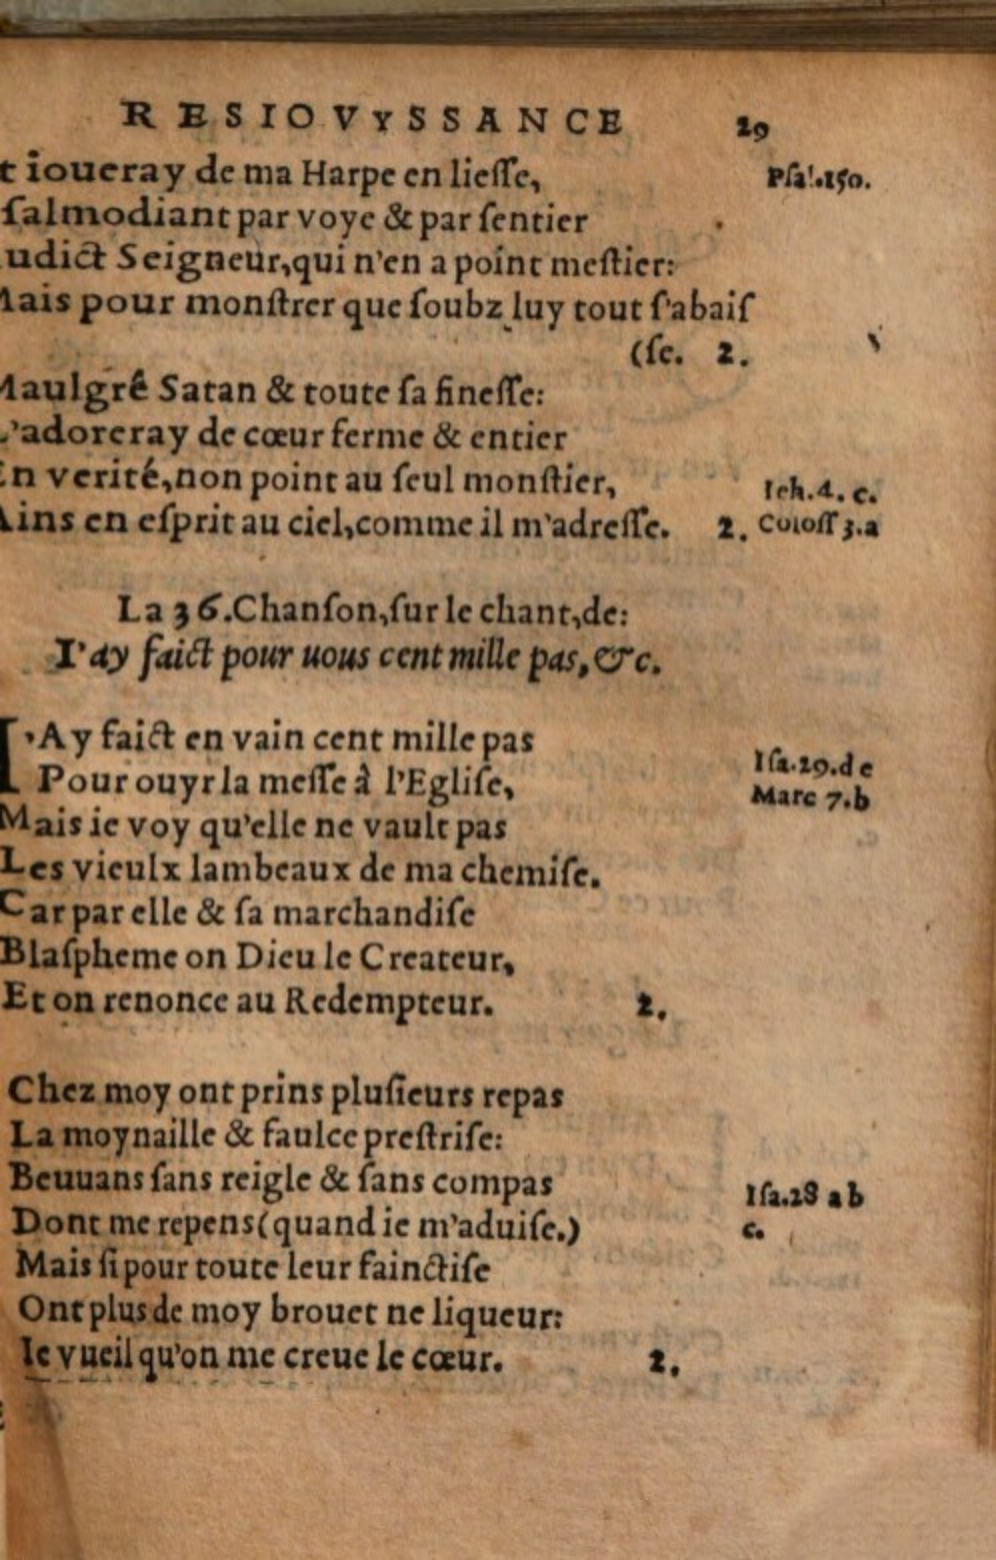 RESIOVYSSANCE 29
t ioueray de ma Harpe en lieſſe, Pſal.150.
ſalmodiant par voye & par ſentier
udict Seigneur,qui n'en a point meſtier:
Mais pour monſtrer que ſoubz luy tout ſ'abaiſ
(ſe. 2.
Maulgrê Satan & toute ſa fineſſe:
L'adoreray de cœur ferme & entier
En verité,non point au ſeul monſtier, Ieh.4. c.
Ains en eſprit au ciel,comme il m'adreſſe. 2. Coloſſ 3.a
La 36.Chanſon,ſur le chant,de:
I'ay faict pour uous cent mille pas,&c.
I'Ay faict en vain cent mille pas Iſa.29.de
Pour ouyr la meſſe à l'Egliſe, Marc 7.b
Mais ie voy qu'elle ne vault pas
Les vieulx lambeaux de ma chemiſe.
Car par elle & ſa marchandiſe
Blaſpheme on Dieu le Createur,
Et on renonce au Redempteur. 2.
Chez moy ont prins pluſieurs repas
La moynaille & faulce preſtriſe:
Beuuans ſans reigle & ſans compas Iſa.28 a b
Dont me repens(quand ie m'aduiſe.) c.
Mais ſi pour toute leur fainctiſe
Ont plus de moy brouet ne liqueur:
Ie vueil qu'on me creue le cœur. 2.